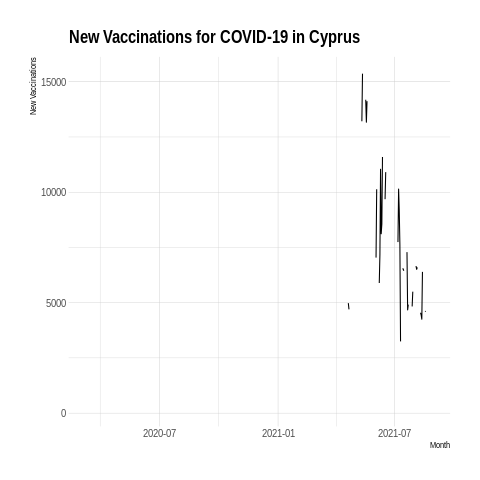 New Vaccinations for COVID-19 in Cyprus
New Vaccinations
15000
10000
5000
0
2020-07 2021-01 2021-07
Month